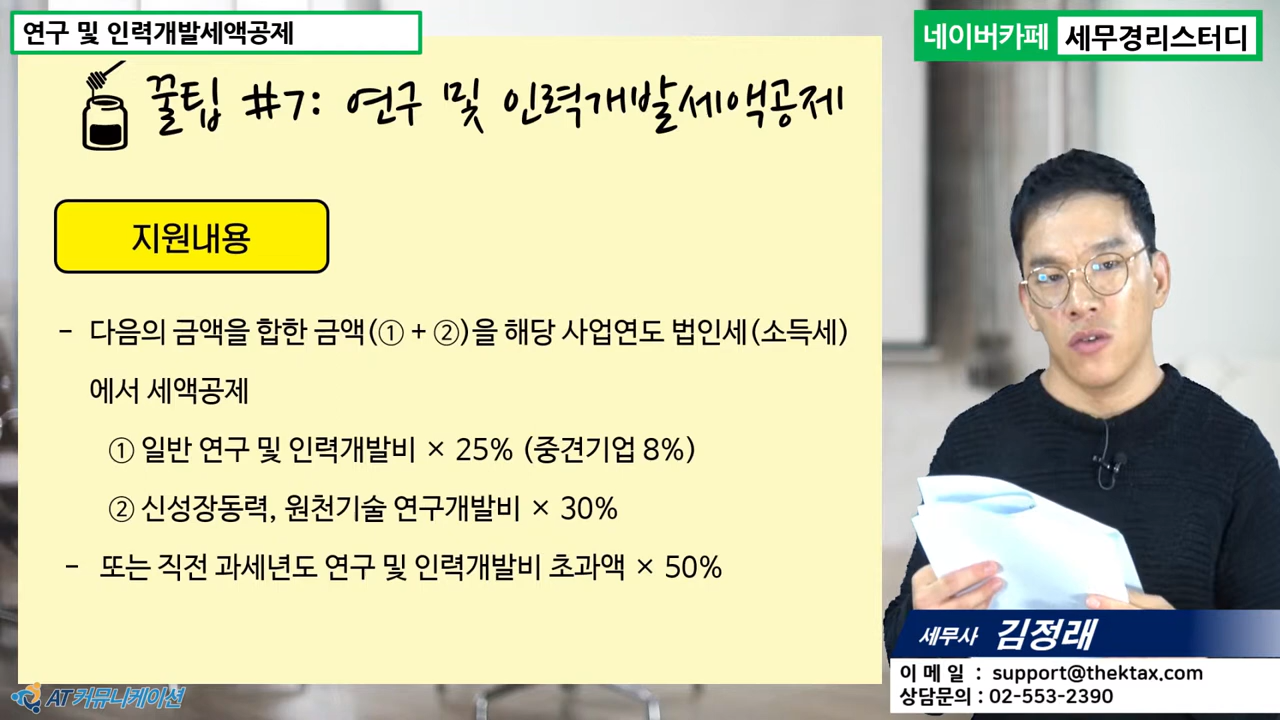 연구 및 인력개발세액공제
네이버카페 세무경리스터디
꿀팁 #7: 연구 및 인력개발세액공제
지원내용
- 다음의 금액을 합한 금액(① + ②)을 해당 사업연도 법인세(소득세)
에서 세액공제
① 일반 연구 및 인력개발비 × 25% (중견기업 8%)
② 신성장동력, 원천기술 연구개발비 × 30%
- 또는 직전 과세년도 연구 및 인력개발비 초과액 × 50%
세무사 김정래
이 메 일 : support@thektax.com
상담문의 : 02-553-2390
AT커뮤니케이션